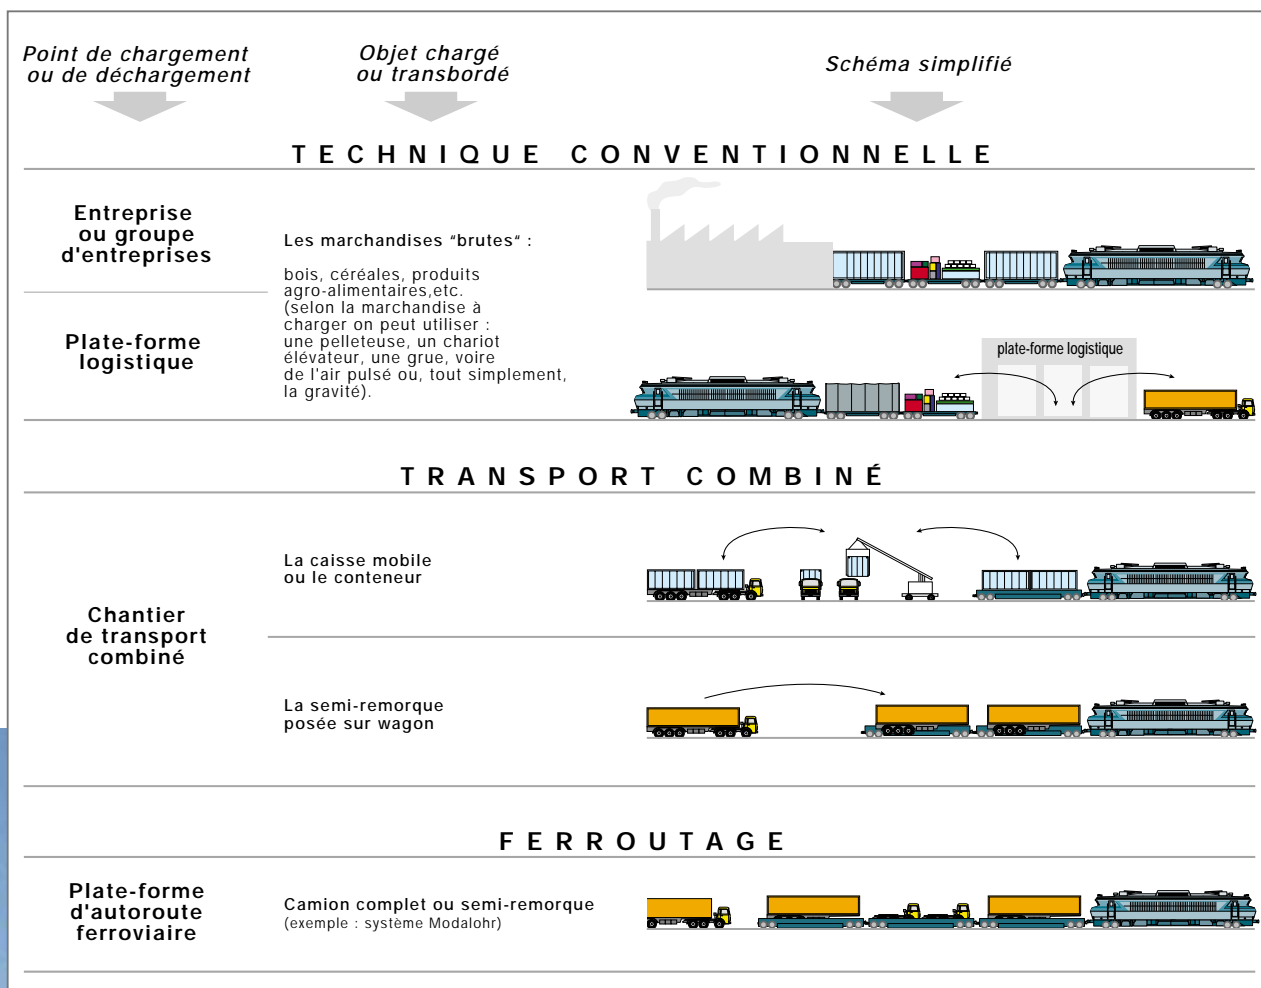 Point de chargement
ou de déchargement
Objet chargé
ou transbordé
Schéma simplifié
TECHNIQUE CONVENTIONNELLE
Entreprise
ou groupe
d'entreprises
Les marchandises "brutes" :
bois, céréales, produits
agro-alimentaires,etc.
(selon la marchandise à
charger on peut utiliser :
une pelleteuse, un chariot
élévateur, une grue, voire
de l'air pulsé ou, tout simplement,
la gravité).
Plate-forme
logistique
plate-forme logistique
TRANSPORT COMBINÉ
Chantier
de transport
combiné
La caisse mobile
ou le conteneur
La semi-remorque
posée sur wagon
FERROUTAGE
Plate-forme
d'autoroute
ferroviaire
Camion complet ou semi-remorque
(exemple : système Modalohr)